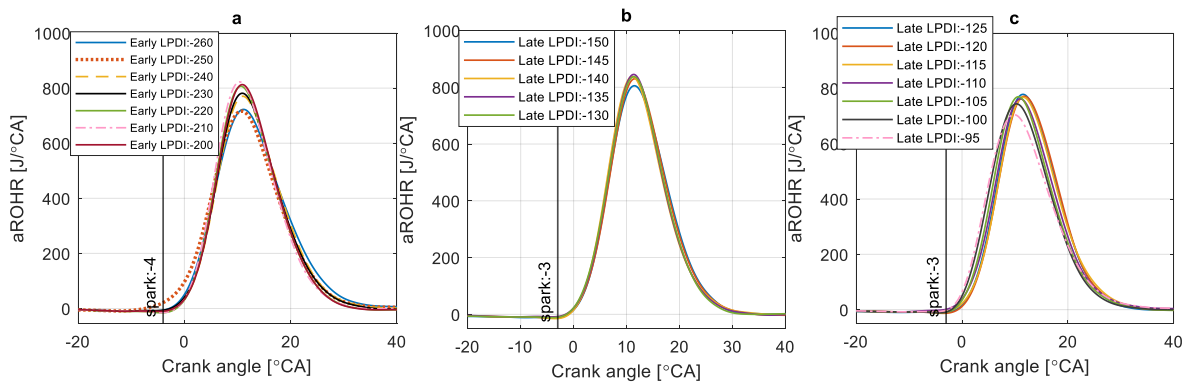 a
1000
800
600
400
200
0
aROHR [J/°CA]
Early LPDI:-260
Early LPDI:-250
Early LPDI:-240
Early LPDI:-230
Early LPDI:-220
Early LPDI:-210
Early LPDI:-200
spark:-4
-20 0 20 40
Crank angle [°CA]
b
1000
800
600
400
200
0
aROHR [J/°CA]
Late LPDI:-150
Late LPDI:-145
Late LPDI:-140
Late LPDI:-135
Late LPDI:-130
spark:-3
-20 -10 0 10 20 30 40
Crank angle [°CA]
c
400
200
0
aROHR [J/°CA]
Late LPDI:-125
Late LPDI:-120
Late LPDI:-115
Late LPDI:-110
Late LPDI:-105
Late LPDI:-100
Late LPDI:-95
spark:-3
-20 0 20 40
Crank angle [°CA]